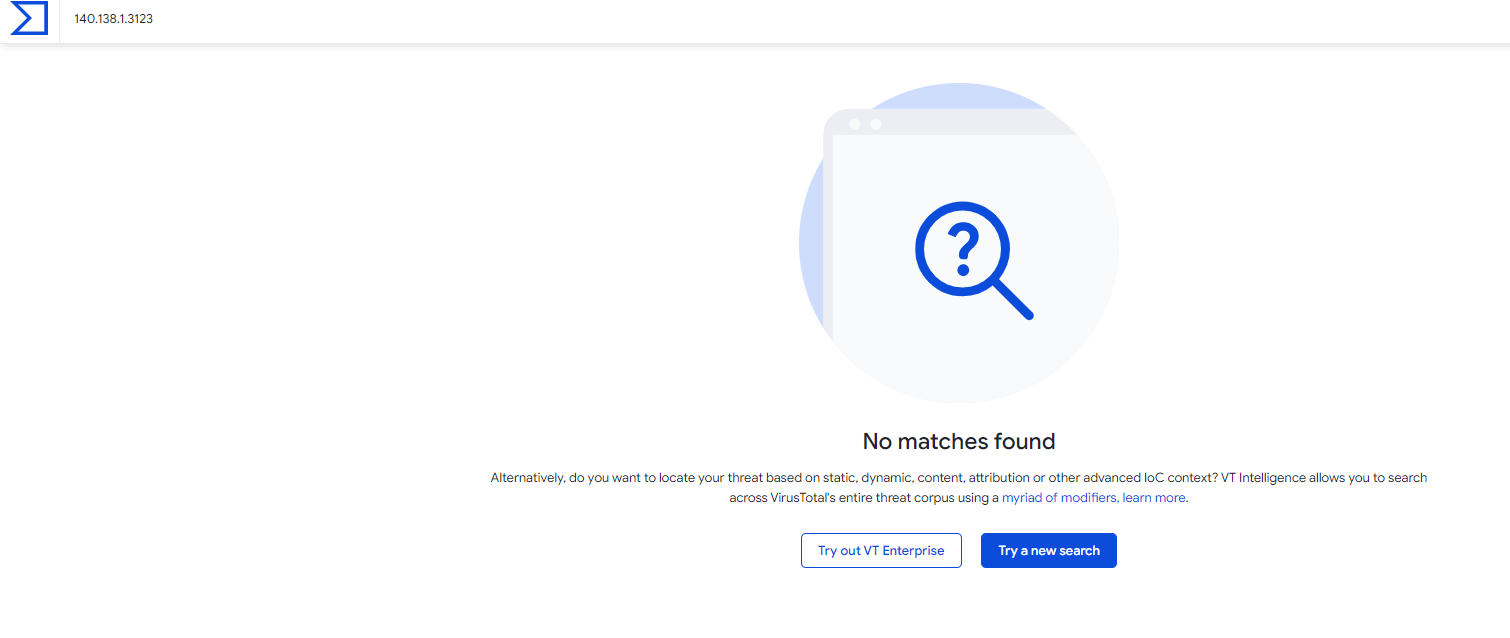 140.138.1.3123
?
No matches found
Alternatively, do you want to locate your threat based on static, dynamic, content, attribution or other advanced IoC context? VT Intelligence allows you to search
across VirusTotal's entire threat corpus using a myriad of modifiers, learn more.
Try out VT Enterprise
Try a new search